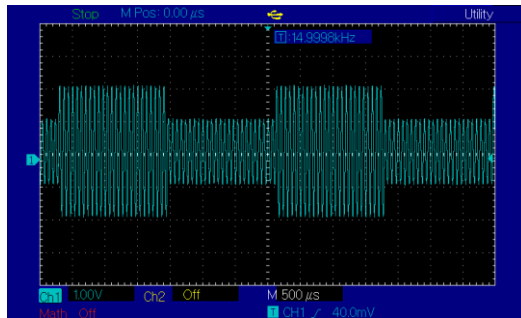 Stop M Pos: 0.00 μs Utility
T :14.9998kHz
1
Ch1 1.00V Ch2 Off M 500 μs
Math Off T CH1 / 40.0mV